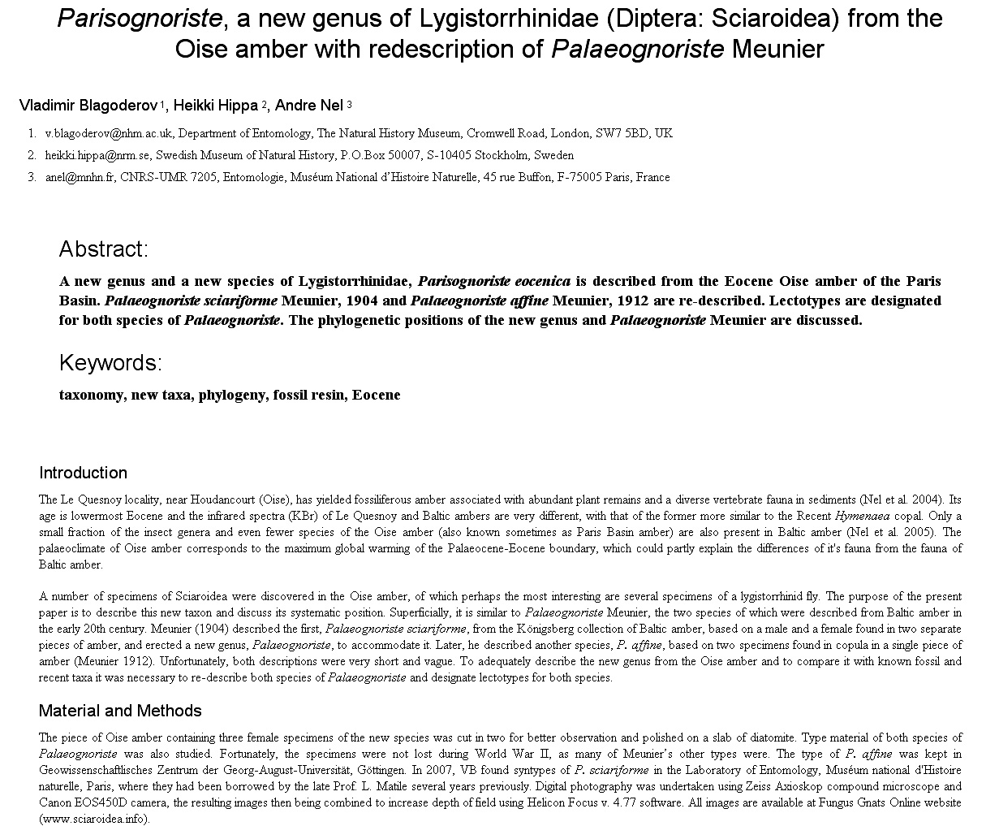 Parisognoriste, a new genus of Lygistorrhinidae (Diptera: Sciaroidea) from the
Oise amber with redescription of Palaeognoriste Meunier
Vladimir Blagoderov 1, Heikki Hippa 2, Andre Nel 3
1. v.blagoderov@nhm.ac.uk, Department of Entomology, The Natural History Museum, Cromwell Road, London, SW7 5BD, UK
2. heikki.hippa@nrm.se, Swedish Museum of Natural History, P.O.Box 50007, S-10405 Stockholm, Sweden
3. anel@mnhn.fr, CNRS-UMR 7205, Entomologie, Muséum National d’Histoire Naturelle, 45 rue Buffon, F-75005 Paris, France
Abstract:
A new genus and a new species of Lygistorrhinidae, Parisognoriste eocenica is described from the Eocene Oise amber of the Paris
Basin. Palaeognoriste sciariforme Meunier, 1904 and Palaeognoriste affine Meunier, 1912 are re-described. Lectotypes are designated
for both species of Palaeognoriste. The phylogenetic positions of the new genus and Palaeognoriste Meunier are discussed.
Keywords:
taxonomy, new taxa, phylogeny, fossil resin, Eocene
Introduction
The Le Quesnoy locality, near Houdancourt (Oise), has yielded fossiliferous amber associated with abundant plant remains and a diverse vertebrate fauna in sediments (Nel et al. 2004). Its
age is lowermost Eocene and the infrared spectra (KBr) of Le Quesnoy and Baltic ambers are very different, with that of the former more similar to the Recent Hymenaea copal. Only a
small fraction of the insect genera and even fewer species of the Oise amber (also known sometimes as Paris Basin amber) are also present in Baltic amber (Nel et al. 2005). The
palaeoclimate of Oise amber corresponds to the maximum global warming of the Palaeocene-Eocene boundary, which could partly explain the differences of it's fauna from the fauna of
Baltic amber.
A number of specimens of Sciaroidea were discovered in the Oise amber, of which perhaps the most interesting are several specimens of a lygistorrhinid fly. The purpose of the present
paper is to describe this new taxon and discuss its systematic position. Superficially, it is similar to Palaeognoriste Meunier, the two species of which were described from Baltic amber in
the early 20th century. Meunier (1904) described the first, Palaeognoriste sciariforme, from the Königsberg collection of Baltic amber, based on a male and a female found in two separate
pieces of amber, and erected a new genus, Palaeognoriste, to accommodate it. Later, he described another species, P. affine, based on two specimens found in copula in a single piece of
amber (Meunier 1912). Unfortunately, both descriptions were very short and vague. To adequately describe the new genus from the Oise amber and to compare it with known fossil and
recent taxa it was necessary to re-describe both species of Palaeognoriste and designate lectotypes for both species.
Material and Methods
The piece of Oise amber containing three female specimens of the new species was cut in two for better observation and polished on a slab of diatomite. Type material of both species of
Palaeognoriste was also studied. Fortunately, the specimens were not lost during World War II, as many of Meunier’s other types were. The type of P. affine was kept in
Geowissenschaftlisches Zentrum der Georg-August-Universität, Göttingen. In 2007, VB found syntypes of P. sciariforme in the Laboratory of Entomology, Muséum national d'Histoire
naturelle, Paris, where they had been borrowed by the late Prof. L. Matile several years previously. Digital photography was undertaken using Zeiss Axioskop compound microscope and
Canon EOS450D camera, the resulting images then being combined to increase depth of field using Helicon Focus v. 4.77 software. All images are available at Fungus Gnats Online website
(www.sciaroidea.info).